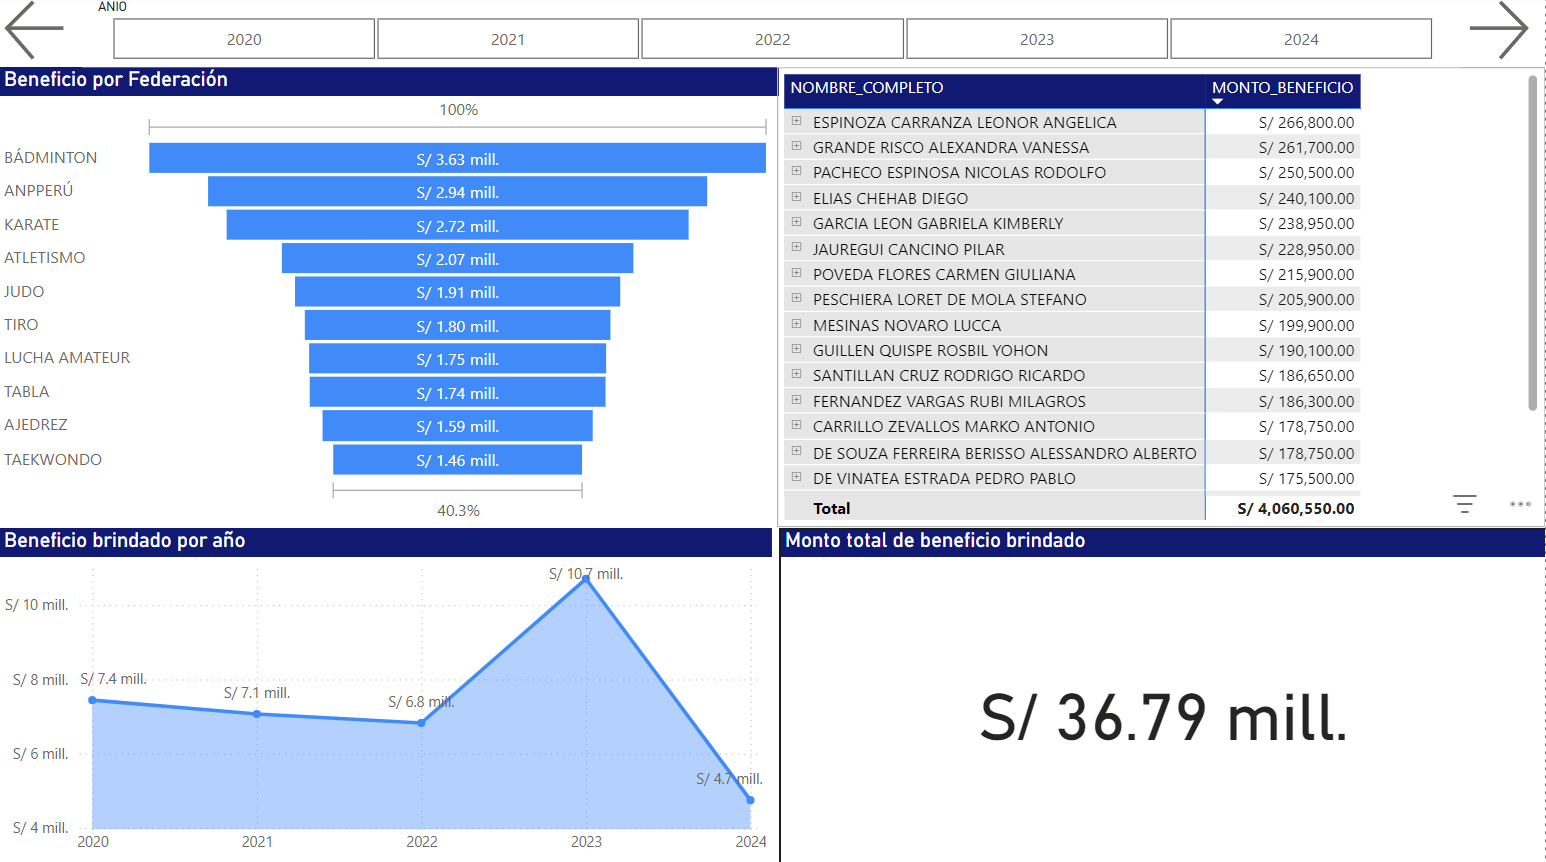 ANIO
2020
2021
2022
2023
2024
Beneficio por Federación
100%
BÁDMINTON S/ 3.63 mill.
ANPPERÚ S/ 2.94 mill.
KARATE S/ 2.72 mill.
ATLETISMO S/ 2.07 mill.
JUDO S/ 1.91 mill.
TIRO S/ 1.80 mill.
LUCHA AMATEUR S/ 1.75 mill.
TABLA S/ 1.74 mill.
AJEDREZ S/ 1.59 mill.
TAEKWONDO S/ 1.46 mill.
40.3%
NOMBRE_COMPLETO MONTO_BENEFICIO
ESPINOZA CARRANZA LEONOR ANGELICA S/ 266,800.00
GRANDE RISCO ALEXANDRA VANESSA S/ 261,700.00
PACHECO ESPINOSA NICOLAS RODOLFO S/ 250,500.00
ELIAS CHEHAB DIEGO S/ 240,100.00
GARCIA LEON GABRIELA KIMBERLY S/ 238,950.00
JAUREGUI CANCINO PILAR S/ 228,950.00
POVEDA FLORES CARMEN GIULIANA S/ 215,900.00
PESCHIERA LORET DE MOLA STEFANO S/ 205,900.00
MESINAS NOVARO LUCCA S/ 199,900.00
GUILLEN QUISPE ROSBIL YOHON S/ 190,100.00
SANTILLAN CRUZ RODRIGO RICARDO S/ 186,650.00
FERNANDEZ VARGAS RUBI MILAGROS S/ 186,300.00
CARRILLO ZEVALLOS MARKO ANTONIO S/ 178,750.00
DE SOUZA FERREIRA BERISSO ALESSANDRO ALBERTO S/ 178,750.00
DE VINATEA ESTRADA PEDRO PABLO S/ 175,500.00
Total S/ 4,060,550.00
Beneficio brindado por año
S/ 10 mill.
S/ 8 mill.
S/ 6 mill.
S/ 4 mill.
S/ 7.4 mill.
S/ 7.1 mill.
S/ 6.8 mill.
S/ 10.7 mill.
S/ 4.7 mill.
2020
2021
2022
2023
2024
Monto total de beneficio brindado
S/ 36.79 mill.